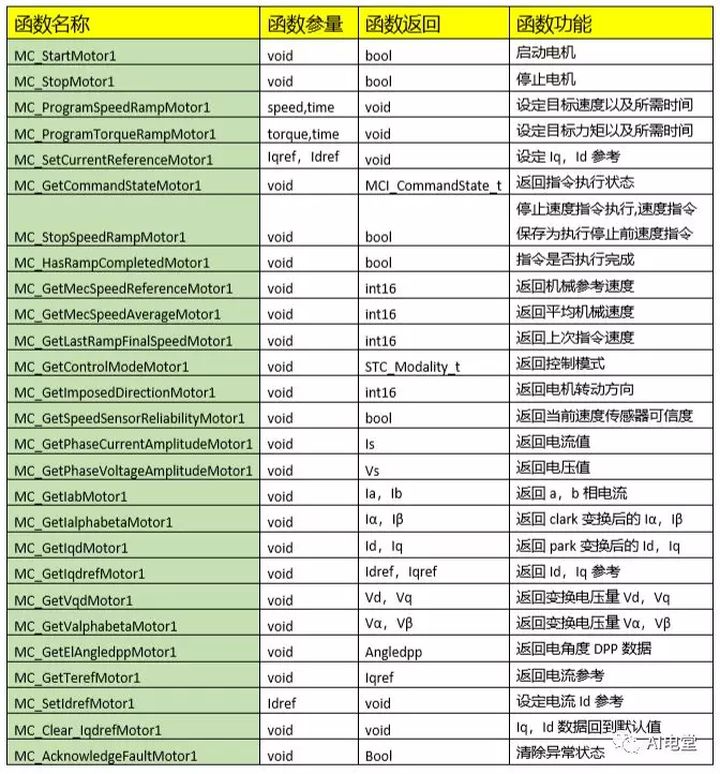 函数名称 函数参量 函数返回 函数功能
MC_StartMotor1 void bool 启动电机
MC_StopMotor1 void bool 停止电机
MC_ProgramSpeedRampMotor1 speed,time void 设定目标速度以及所需时间
MC_ProgramTorqueRampMotor1 torque,time void 设定目标力矩以及所需时间
MC_SetCurrentReferenceMotor1 Iqref，Idref void 设定 Iq，Id 参考
MC_GetCommandStateMotor1 void MCI_CommandState_t 返回指令执行状态
停止速度指令执行,速度指令
MC_StopSpeedRampMotor1 void bool 保存为执行停止前速度指令
MC_HasRampCompletedMotor1 void bool 指令是否执行完成
MC_GetMecSpeedReferenceMotor1 void int16 返回机械参考速度
MC_GetMecSpeedAverageMotor1 void int16 返回平均机械速度
MC_GetLastRampFinalSpeedMotor1 void int16 返回上次指令速度
MC_GetControlModeMotor1 void STC_Modality_t 返回控制模式
MC_GetImposedDirectionMotor1 void int16 返回电机转动方向
MC_GetSpeedSensorReliabilityMotor1 void bool 返回当前速度传感器可信度
MC_GetPhaseCurrentAmplitudeMotor1 void Is 返回电流值
MC_GetPhaseVoltageAmplitudeMotor1 void Vs 返回电压值
MC_GetIabMotor1 void Ia，Ib 返回 a，b 相电流
MC_GetIalphabetaMotor1 void Iα，Iβ 返回 clark 变换后的 Iα，Iβ
MC_GetIqdMotor1 void Id，Iq 返回 park 变换后的 Id，Iq
MC_GetIqdrefMotor1 void Idref，Iqref 返回 Id，Iq 参考
MC_GetVqdMotor1 void Vd，Vq 返回变换电压量 Vd，Vq
MC_GetValphabetaMotor1 void Vα，Vβ 返回变换电压量 Vα，Vβ
MC_GetElAngledppMotor1 void Angledpp 返回电角度 DPP 数据
MC_GetTerefMotor1 void Iqref 返回电流参考
MC_SetIdrefMotor1 Idref void 设定电流 Id 参考
MC_Clear_IqdrefMotor1 void void Iq，Id 数据回到默认值
MC_AcknowledgeFaultMotor1 void Bool 清除异常状态
AI电堂